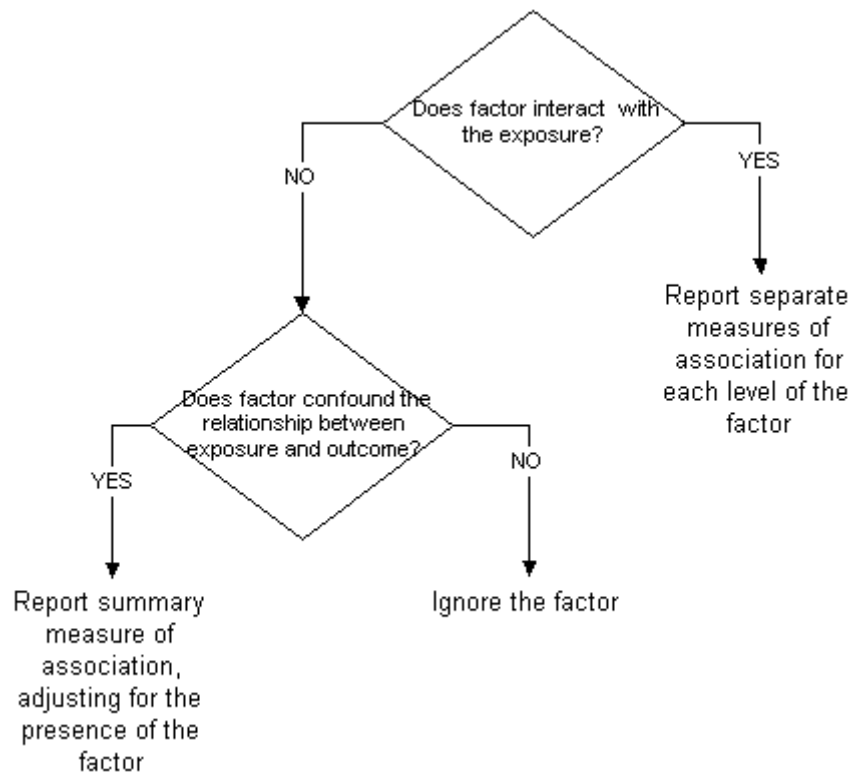 Does factor interact with
the exposure?
NO
YES
Report separate
measures of
association for
each level of the
factor
Does factor confound the
relationship between
exposure and outcome?
YES
NO
Report summary
measure of
association,
adjusting for the
presence of the
factor
Ignore the factor